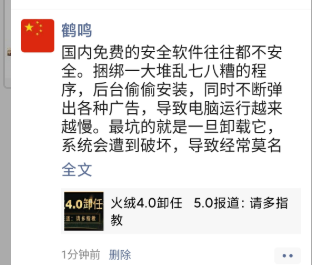 鹤鸣
国内免费的安全软件往往都不安
全。捆绑一大堆乱七八糟的程
序，后台偷偷安装，同时不断弹
出各种广告，导致电脑运行越来
越慢。最坑的就是一旦卸载它，
系统会遭到破坏，导致经常莫名
全文
4.0卸任
道：请多指
火绒4.0卸任 5.0报道：请多指
教
1分钟前 删除